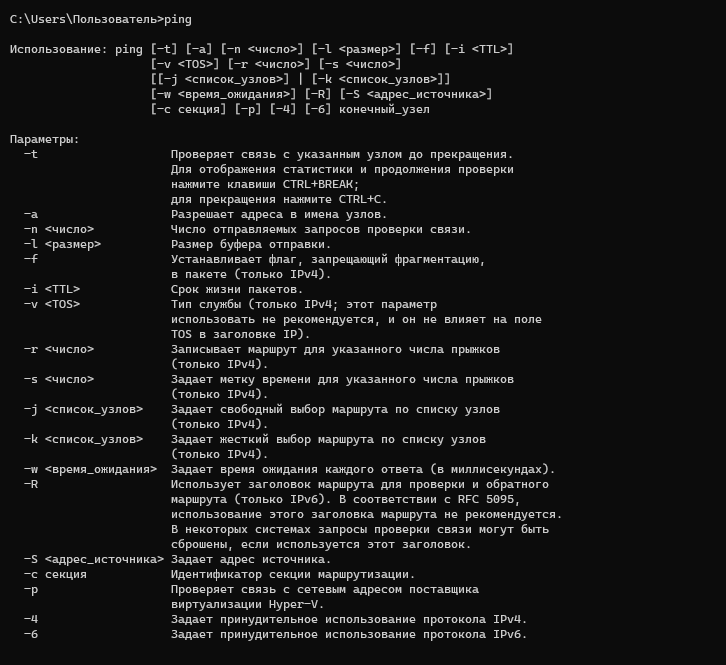 C:\Users\Пользователь>ping
Использование: ping [-t] [-a] [-n <число>] [-l <размер>] [-f] [-i <TTL>]
[-v <TOS>] [-r <число>] [-s <число>]
[[-j <список_узлов>] | [-k <список_узлов>]]
[-w <время_ожидания>] [-R] [-S <адрес_источника>]
[-c секция] [-p] [-4] [-6] конечный_узел
Параметры:
-t Проверяет связь с указанным узлом до прекращения.
Для отображения статистики и продолжения проверки
нажмите клавиши CTRL+BREAK;
для прекращения нажмите CTRL+C.
-a Разрешает адреса в имена узлов.
-n <число> Число отправляемых запросов проверки связи.
-l <размер> Размер буфера отправки.
-f Устанавливает флаг, запрещающий фрагментацию,
в пакете (только IPv4).
-i <TTL> Срок жизни пакетов.
-v <TOS> Тип службы (только IPv4; этот параметр
использовать не рекомендуется, и он не влияет на поле
TOS в заголовке IP).
-r <число> Записывает маршрут для указанного числа прыжков
(только IPv4).
-s <число> Задает метку времени для указанного числа прыжков
(только IPv4).
-j <список_узлов> Задает свободный выбор маршрута по списку узлов
(только IPv4).
-k <список_узлов> Задает жесткий выбор маршрута по списку узлов
(только IPv4).
-w <время_ожидания> Задает время ожидания каждого ответа (в миллисекундах).
-R Использует заголовок маршрута для проверки и обратного
маршрута (только IPv6). В соответствии с RFC 5095,
использование этого заголовка маршрута не рекомендуется.
В некоторых системах запросы проверки связи могут быть
сброшены, если используется этот заголовок.
-S <адрес_источника> Задает адрес источника.
-c секция Идентификатор секции маршрутизации.
-p Проверяет связь с сетевым адресом поставщика
виртуализации Hyper-V.
-4 Задает принудительное использование протокола IPv4.
-6 Задает принудительное использование протокола IPv6.